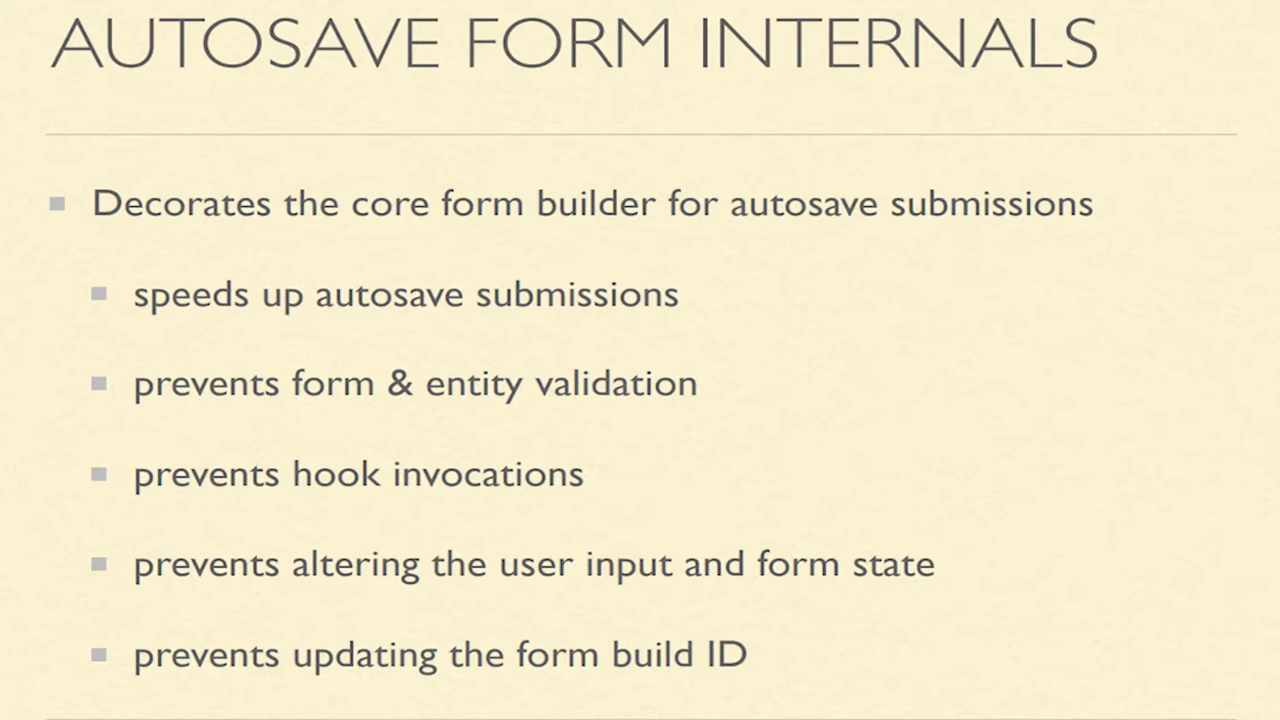 AUTOSAVE FORM INTERNALS
Decorates the core form builder for autosave submissions
speeds up autosave submissions
prevents form & entity validation
prevents hook invocations
prevents altering the user input and form state
prevents updating the form build ID